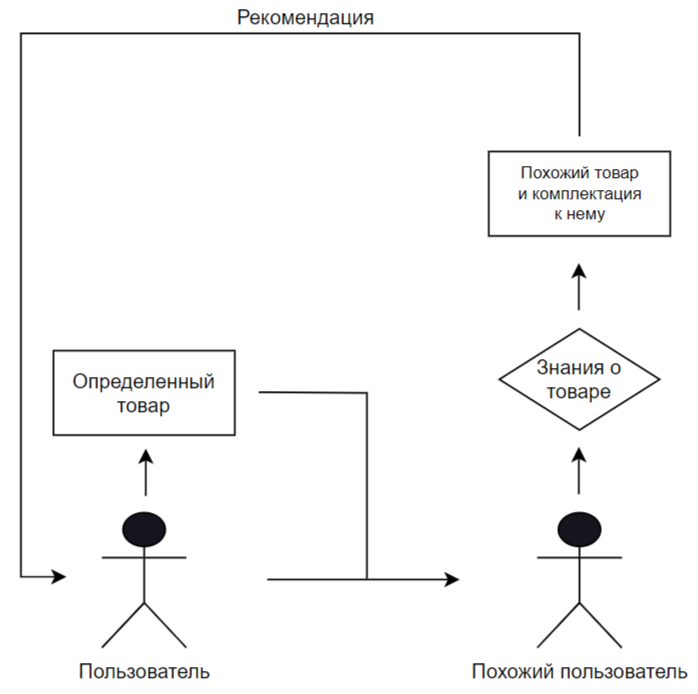 Рекомендация
Похожий товар
и комплектация
к нему
Знания о
товаре
Определенный
товар
Пользователь
Похожий пользователь